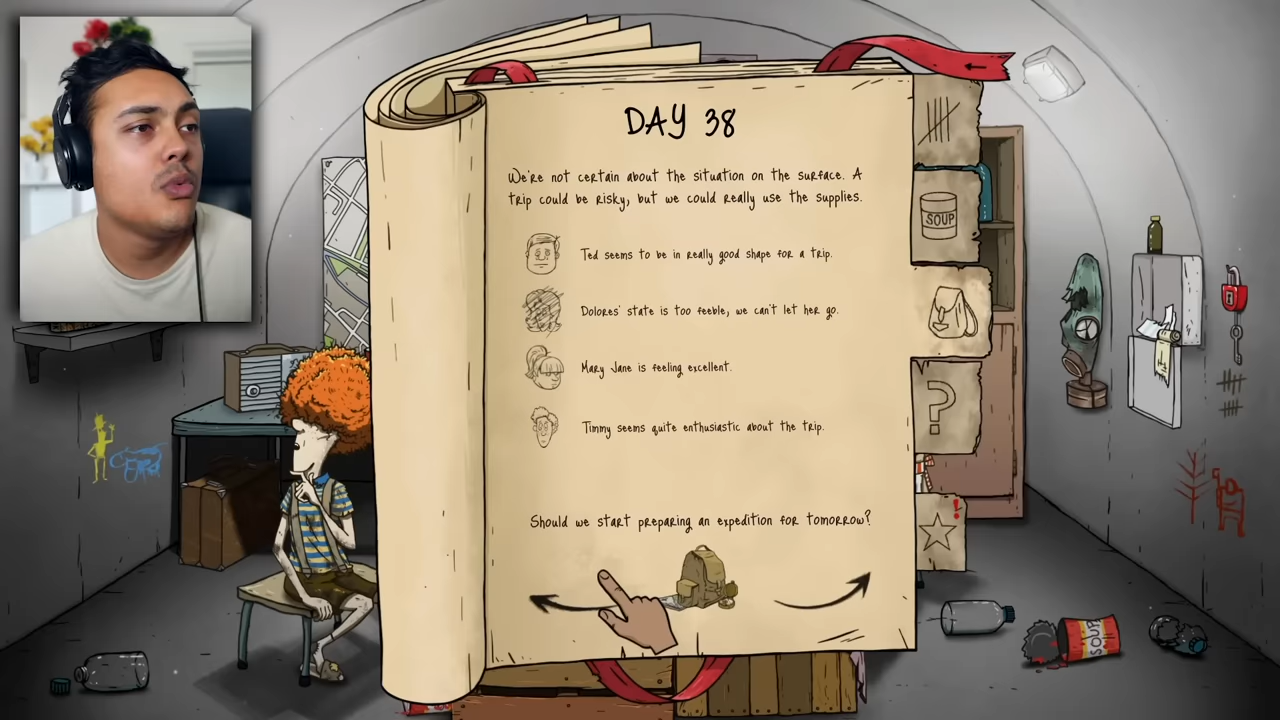 DAY 38
We're not certain about the situation on the surface. A
trip could be risky, but we could really use the supplies.
SOUP
Ted seems to be in really good shape for a trip.
Dolores' state is too feeble, we can't let her go.
Mary Jane is feeling excellent.
Timmy seems quite enthusiastic about the trip.
?
!
Should we start preparing an expedition for tomorrow?
SOUP